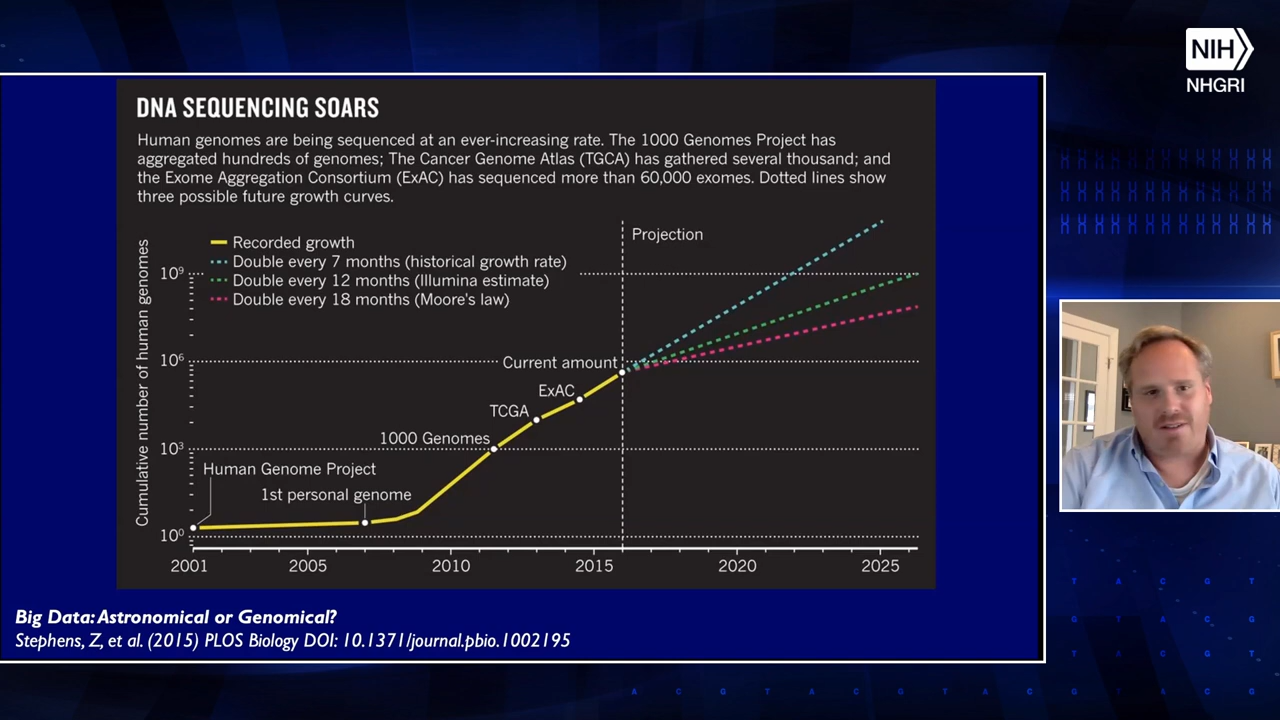 NIH
NHGRI
DNA SEQUENCING SOARS
Human genomes are being sequenced at an ever-increasing rate. The 1000 Genomes Project has
aggregated hundreds of genomes; The Cancer Genome Atlas (TGCA) has gathered several thousand; and
the Exome Aggregation Consortium (ExAC) has sequenced more than 60,000 exomes. Dotted lines show
three possible future growth curves.
Cumulative number of human genomes
Recorded growth
Double every 7 months (historical growth rate)
Double every 12 months (Illumina estimate)
Double every 18 months (Moore's law)
Projection
10⁹
10⁶
10³
10⁰
Current amount
ExAC
TCGA
1000 Genomes
Human Genome Project
1st personal genome
2001 2005 2010 2015 2020 2025
Big Data: Astronomical or Genomical?
Stephens, Z, et al. (2015) PLOS Biology DOI: 10.1371/journal.pbio.1002195
T A C G T
G T A C G
T A C G T
G T A C G
A C G T A C G T A C G T A C G T